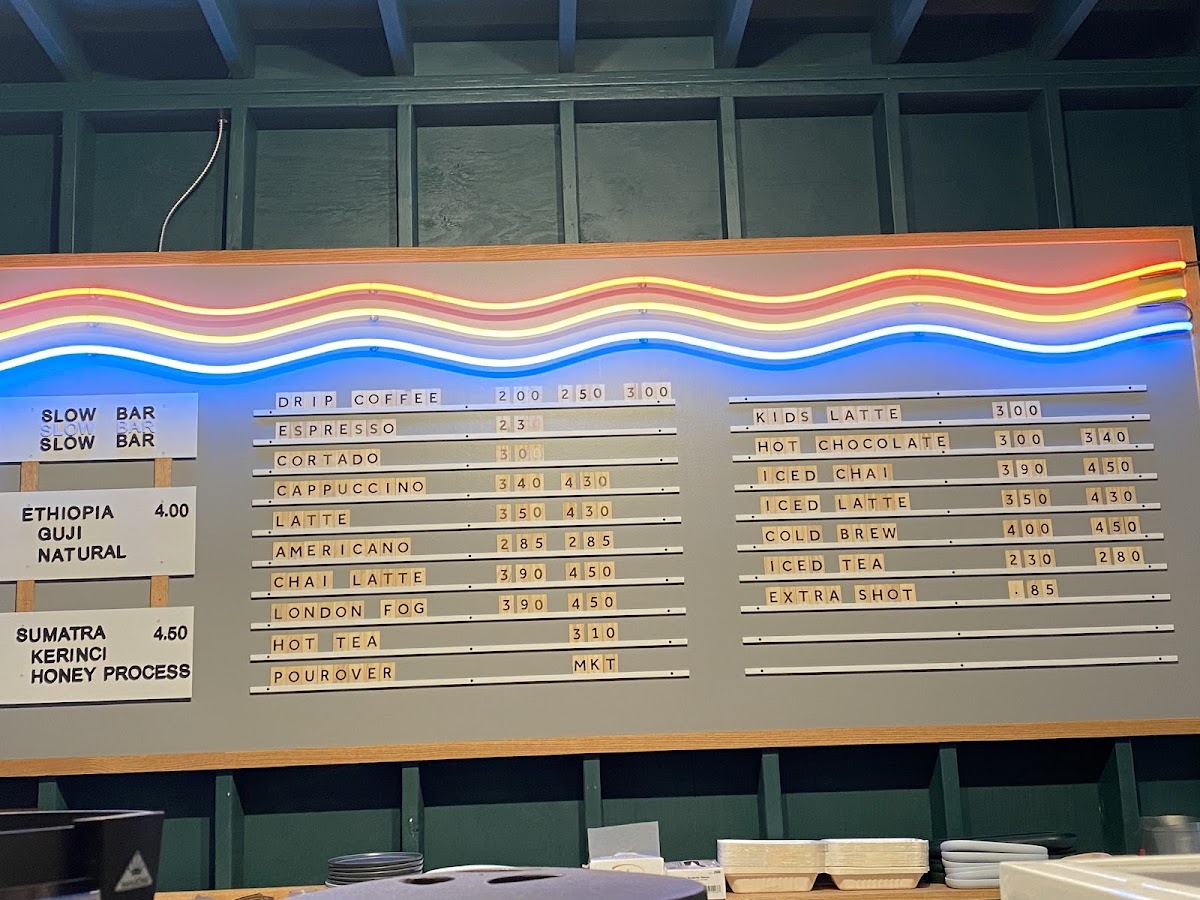 SLOW BAR
SLOW BAR
SLOW BAR
ETHIOPIA 4.00
GUJI
NATURAL
SUMATRA 4.50
KERINCI
HONEY PROCESS
DRIP COFFEE 200 250 300
ESPRESSO 230
CORTADO 300
CAPPUCCINO 340 430
LATTE 350 430
AMERICANO 285 285
CHAI LATTE 390 450
LONDON FOG 390 450
HOT TEA 310
POUROVER MKT
KIDS LATTE 300
HOT CHOCOLATE 300 340
ICED CHAI 390 450
ICED LATTE 350 430
COLD BREW 400 450
ICED TEA 230 280
EXTRA SHOT .85